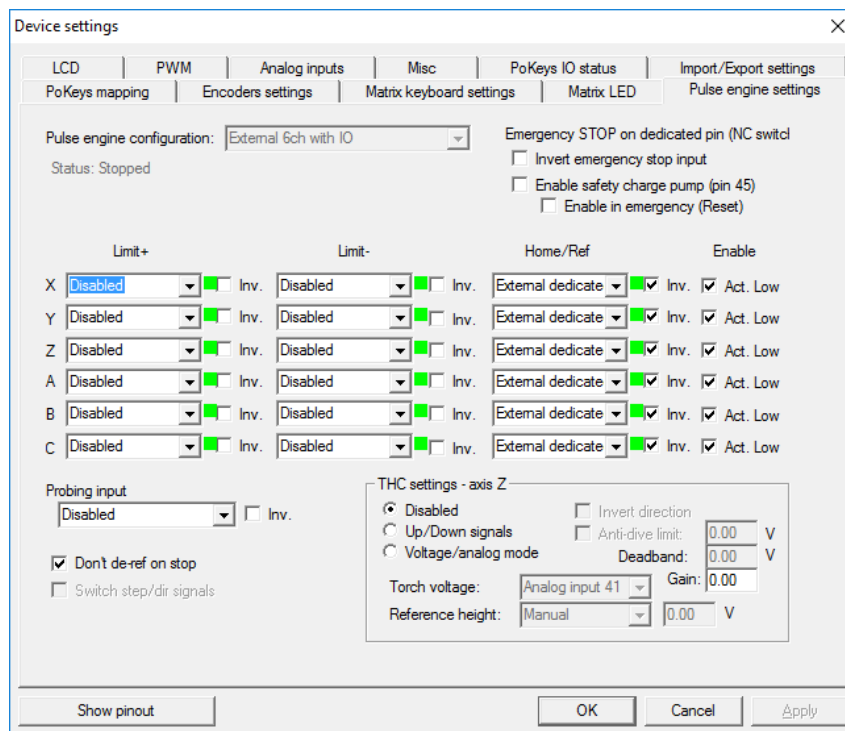 Device settings
LCD PWM Analog inputs Misc PoKeys IO status Import/Export settings
PoKeys mapping Encoders settings Matrix keyboard settings Matrix LED Pulse engine settings
Pulse engine configuration: External 6ch with IO
Status: Stopped
Emergency STOP on dedicated pin (NC switcl
Invert emergency stop input
Enable safety charge pump (pin 45)
Enable in emergency (Reset)
Limit+ Limit- Home/Ref Enable
X Disabled Inv. Disabled Inv. External dedicate Inv. Act. Low
Y Disabled Inv. Disabled Inv. External dedicate Inv. Act. Low
Z Disabled Inv. Disabled Inv. External dedicate Inv. Act. Low
A Disabled Inv. Disabled Inv. External dedicate Inv. Act. Low
B Disabled Inv. Disabled Inv. External dedicate Inv. Act. Low
C Disabled Inv. Disabled Inv. External dedicate Inv. Act. Low
Probing input
Disabled Inv.
Don't de-ref on stop
Switch step/dir signals
THC settings - axis Z
Disabled Invert direction
Up/Down signals Anti-dive limit: 0.00 V
Voltage/analog mode Deadband: 0.00 V
Torch voltage: Analog input 41 Gain: 0.00
Reference height: Manual 0.00 V
Show pinout OK Cancel Apply